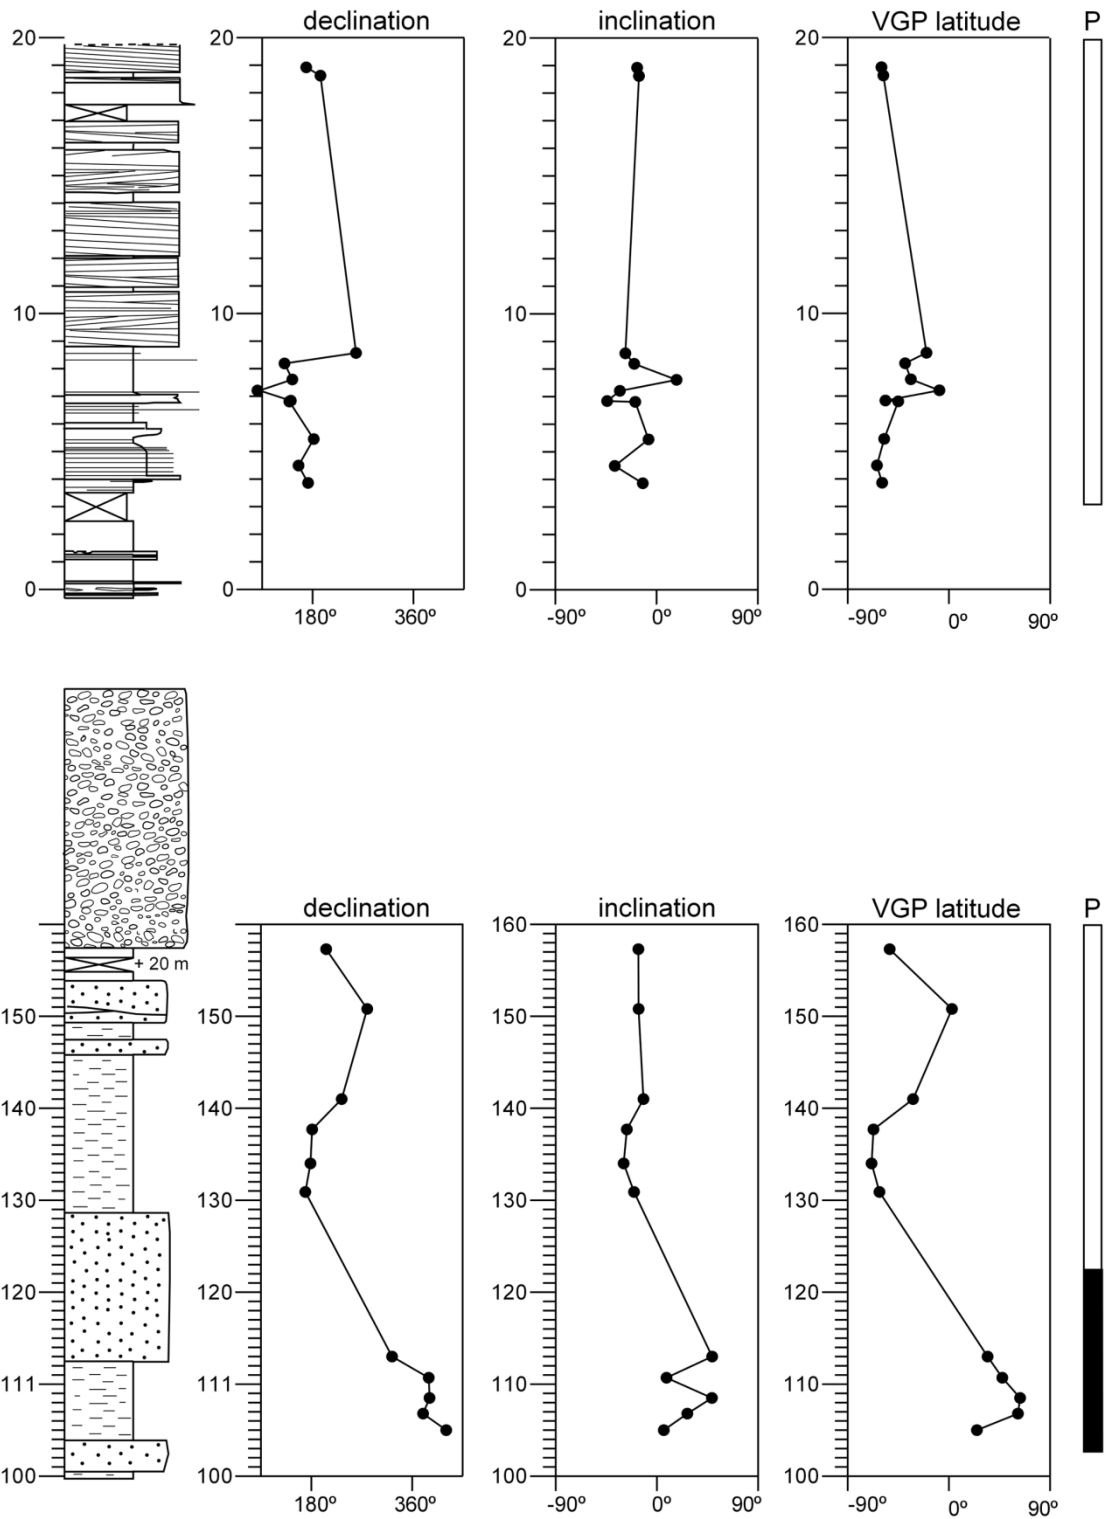 declination inclination VGP latitude P
20 20 20 20
10 10 10 10
0 0 0 0
180º 360º -90º 0º 90º -90º 0º 90º
declination inclination VGP latitude P
160 160
+ 20 m
150 150 150 150
140 140 140 140
130 130 130 130
120 120 120 120
111 111 110 110
100 100 100 100
180º 360º -90º 0º 90º -90º 0º 90º